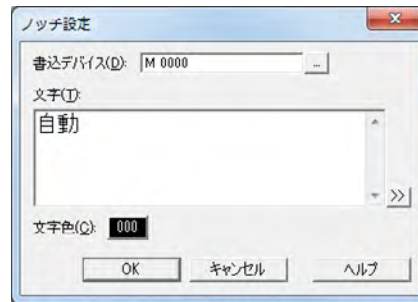 ノッチ設定
書込デバイス(D): M 0000 ...
文字(T):
自動
>>
文字色(C): 000
OK キャンセル ヘルプ